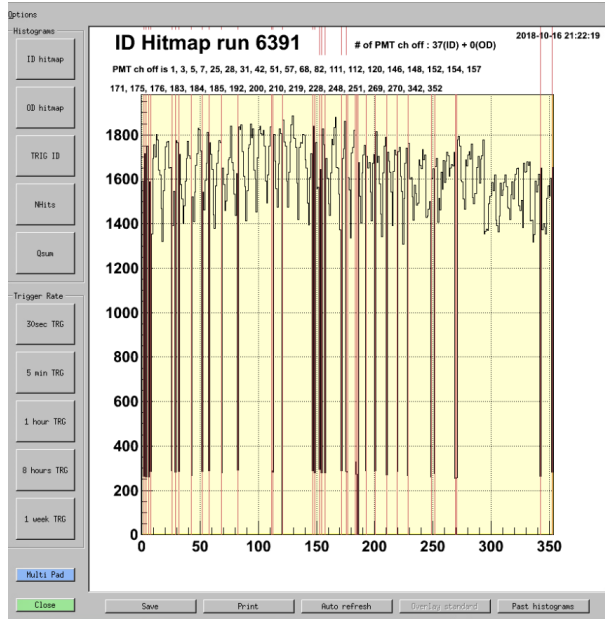 Options
Histograms
ID hitmap
OD hitmap
TRIG ID
NHits
Qsum
Trigger Rate
30sec TRG
5 min TRG
1 hour TRG
8 hours TRG
1 week TRG
Multi Pad
Close
ID Hitmap run 6391
# of PMT ch off : 37(ID) + 0(OD)
2018-10-16 21:22:19
PMT ch off is 1, 3, 5, 7, 25, 28, 31, 42, 51, 57, 68, 82, 111, 112, 120, 146, 148, 152, 154, 157
171, 175, 176, 183, 184, 185, 192, 200, 210, 219, 228, 248, 251, 269, 270, 342, 352
1800
1600
1400
1200
1000
800
600
400
200
0
0 50 100 150 200 250 300 350
Save Print Auto refresh Overlay standard Past histograms